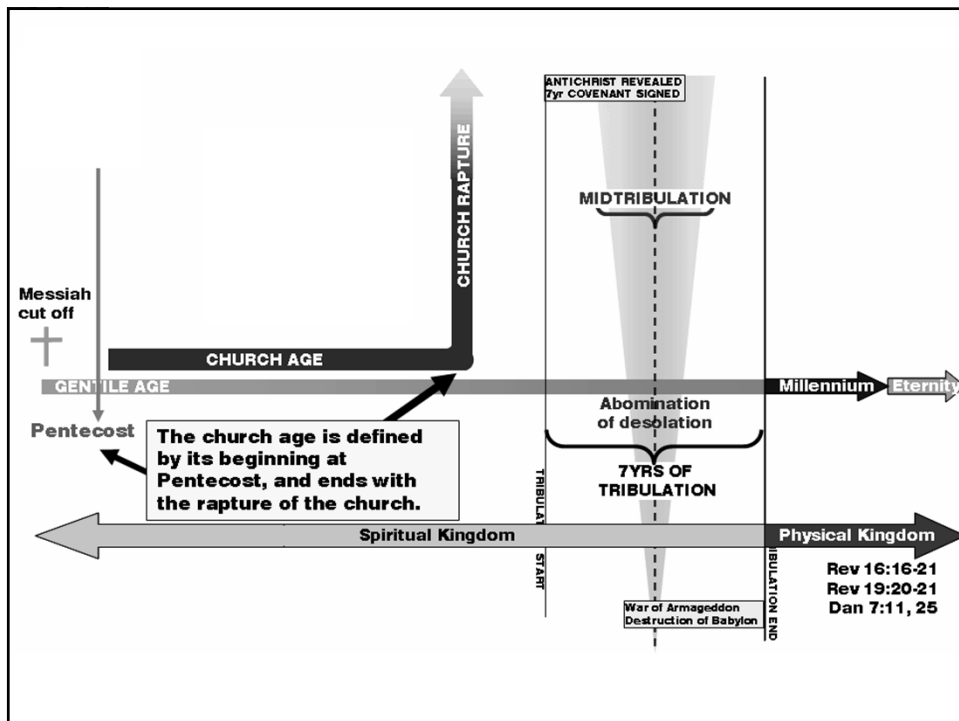 ANTICHRIST REVEALED
7yr COVENANT SIGNED
CHURCH RAPTURE
MIDTRIBULATION
Messiah
cut off
CHURCH AGE
GENTILE AGE
Millennium
Eternity
Abomination
of desolation
Pentecost
The church age is defined
by its beginning at
Pentecost, and ends with
the rapture of the church.
7YRS OF
TRIBULATION
START
Spiritual Kingdom
Physical Kingdom
Rev 16:16-21
Rev 19:20-21
Dan 7:11, 25
War of Armageddon
Destruction of Babylon
END